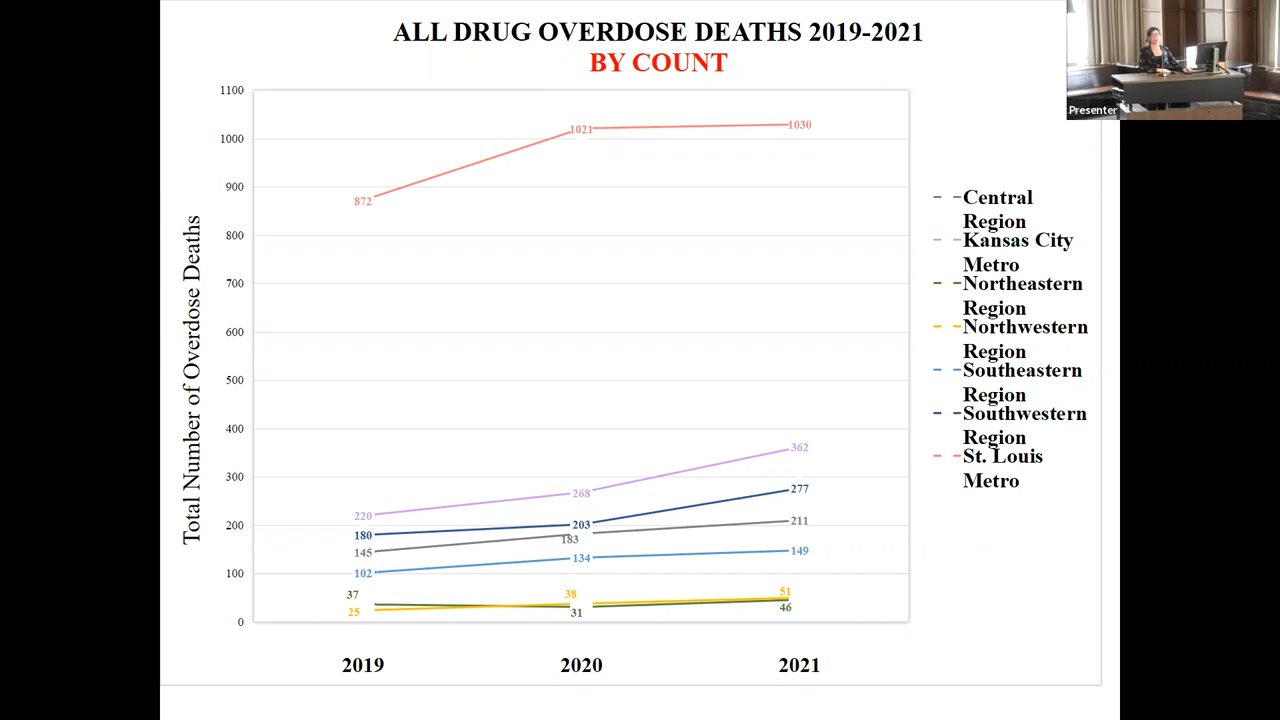 ALL DRUG OVERDOSE DEATHS 2019-2021
BY COUNT
Presenter
Total Number of Overdose Deaths
1100
1000
900
800
700
600
500
400
300
200
100
0
872
1021
1030
220
268
362
180
203
277
145
183
211
102
134
149
37
31
46
25
38
51
2019
2020
2021
Central
Region
Kansas City
Metro
Northeastern
Region
Northwestern
Region
Southeastern
Region
Southwestern
Region
St. Louis
Metro